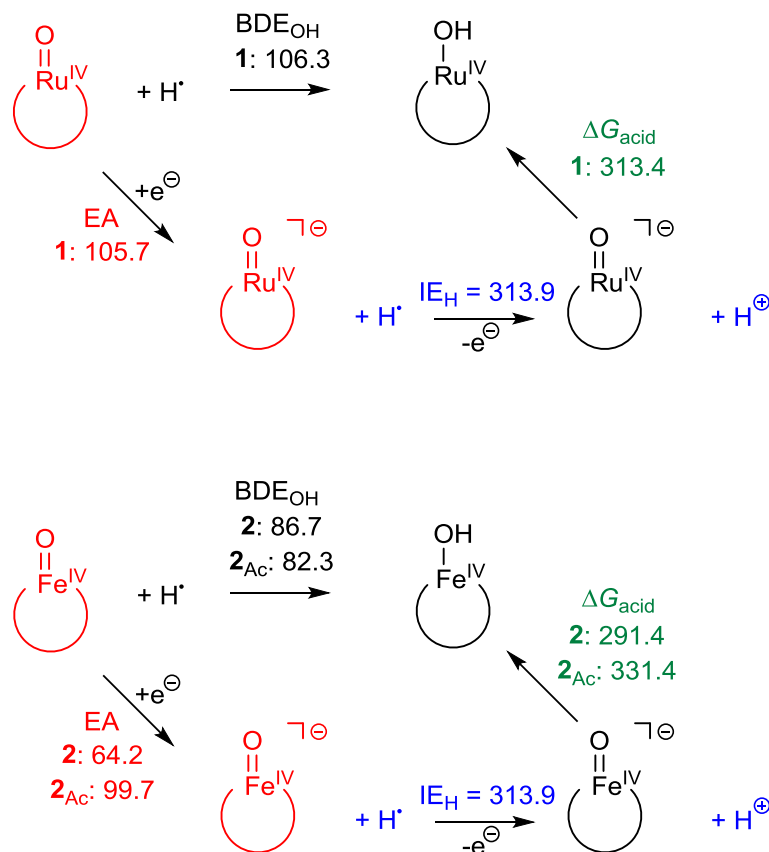 BDE_OH
1: 106.3
O
Ru^IV
+ H•
OH
Ru^IV
ΔG_acid
1: 313.4
+e⊖
EA
1: 105.7
O
Ru^IV
⊖
+ H•
IE_H = 313.9
-e⊖
O
Ru^IV
⊖
+ H⊕
BDE_OH
2: 86.7
2_Ac: 82.3
O
Fe^IV
+ H•
OH
Fe^IV
ΔG_acid
2: 291.4
2_Ac: 331.4
+e⊖
EA
2: 64.2
2_Ac: 99.7
O
Fe^IV
⊖
+ H•
IE_H = 313.9
-e⊖
O
Fe^IV
⊖
+ H⊕